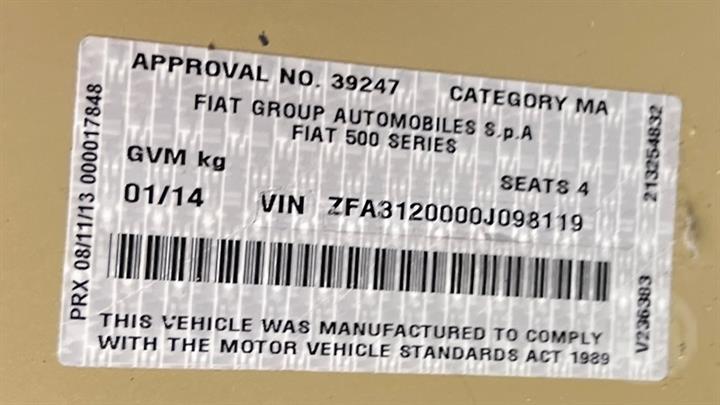 APPROVAL NO. 39247 CATEGORY MA
FIAT GROUP AUTOMOBILES S.p.A
FIAT 500 SERIES
GVM kg
SEATS 4
01/14 VIN ZFA3120000J098119
THIS VEHICLE WAS MANUFACTURED TO COMPLY
WITH THE MOTOR VEHICLE STANDARDS ACT 1989
PRX 08/11/13 000017848
213254832
V236383